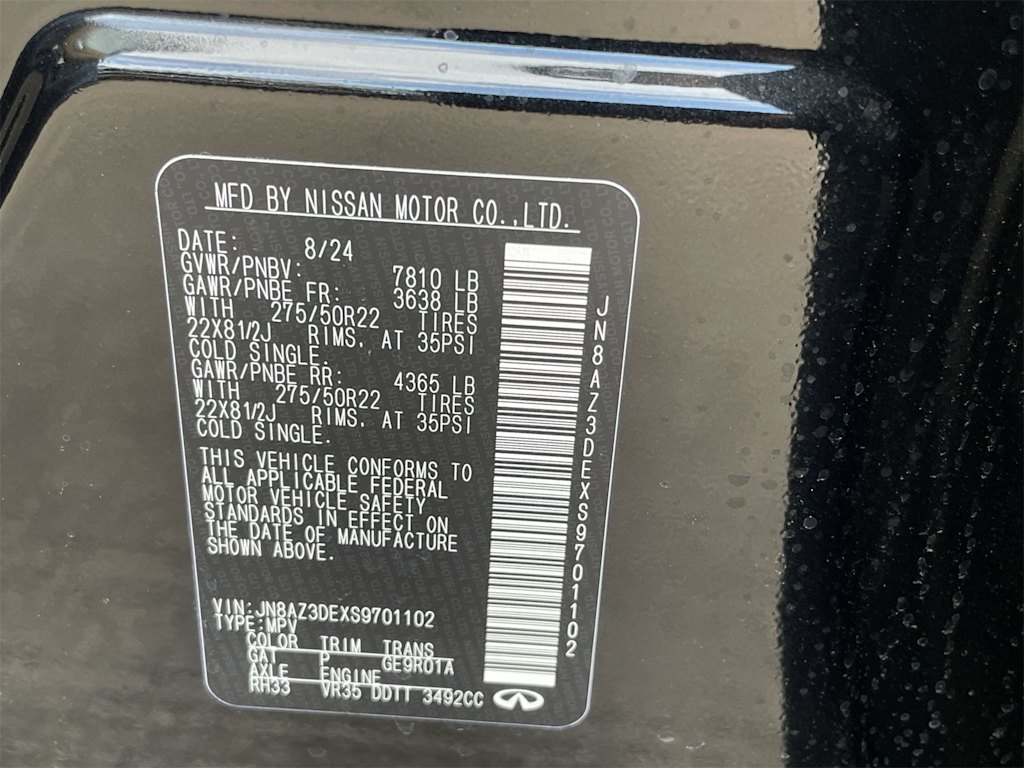 MFD BY NISSAN MOTOR CO.,LTD.
DATE: 8/24
GVWR/PNBV: 7810 LB
GAWR/PNBE FR: 3638 LB
WITH 275/50R22 TIRES
22X81/2J RIMS, AT 35PSI
COLD SINGLE.
GAWR/PNBE RR: 4365 LB
WITH 275/50R22 TIRES
22X81/2J RIMS, AT 35PSI
COLD SINGLE.
THIS VEHICLE CONFORMS TO
ALL APPLICABLE FEDERAL
MOTOR VEHICLE SAFETY
STANDARDS IN EFFECT ON
THE DATE OF MANUFACTURE
SHOWN ABOVE.
VIN:JN8AZ3DEXS9701102
TYPE:MPV
COLOR TRIM TRANS
GAT P GE9R01A
AXLE ENGINE
RH33 VR35 DDTT 3492CC
JN8AZ3DEXS9701102